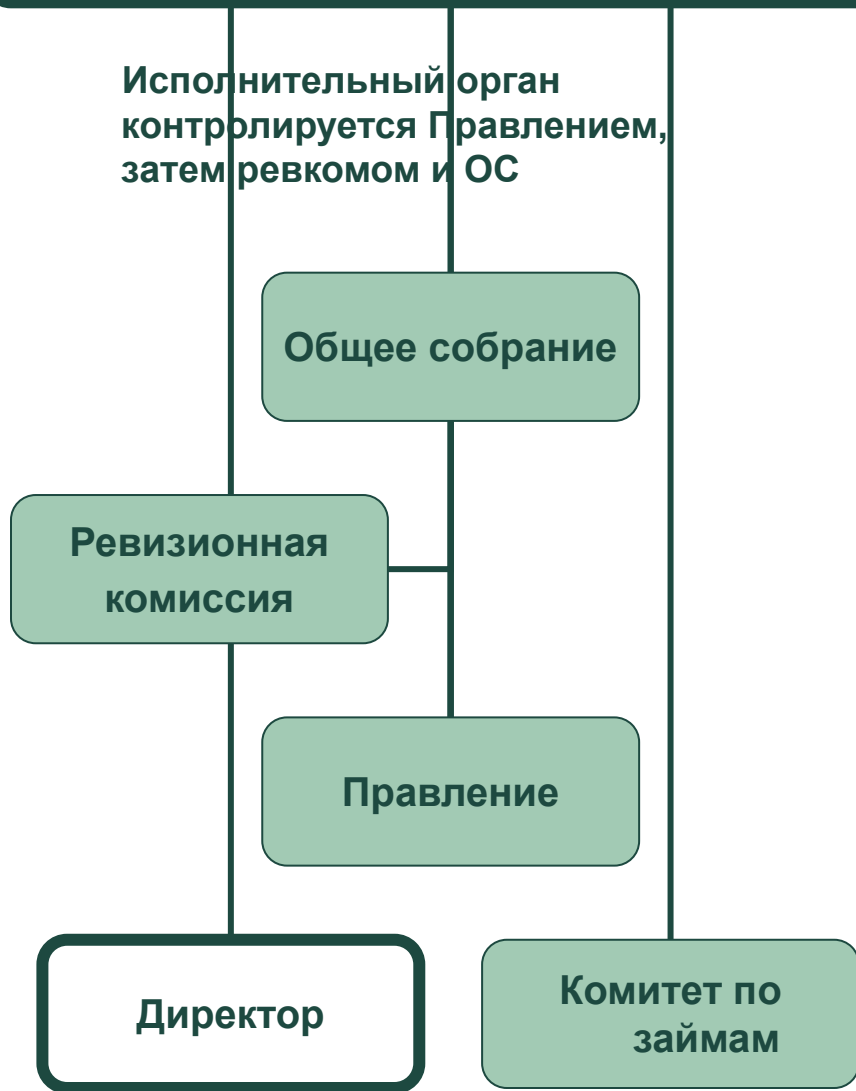 Исполнительный орган
контролируется Правлением,
затем ревкомом и ОС
Общее собрание
Ревизионная
комиссия
Правление
Директор
Комитет по
займам